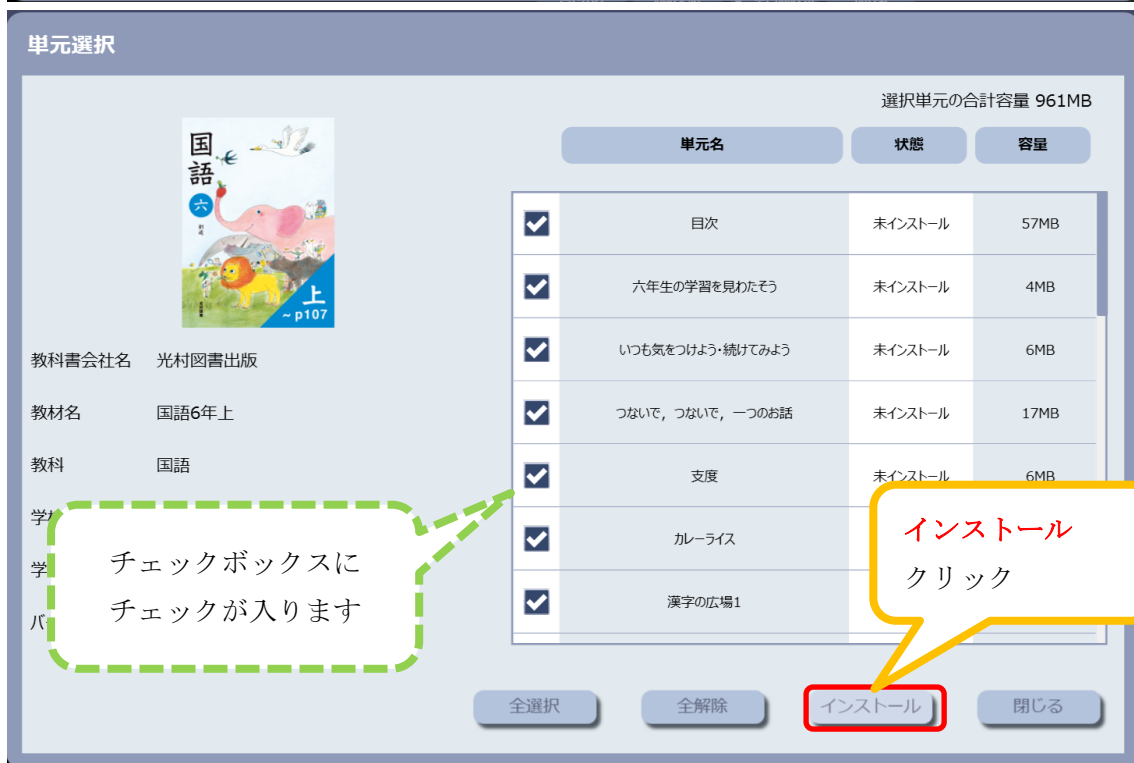 単元選択
選択単元の合計容量 961MB
単元名 状態 容量
国語
六
創造
上
~p107
目次 未インストール 57MB
六年生の学習を見わたそう 未インストール 4MB
いつも気をつけよう・続けてみよう 未インストール 6MB
つないで，つないで，一つのお話 未インストール 17MB
支度 未インストール 6MB
カレーライス
漢字の広場1
教科書会社名 光村図書出版
教材名 国語6年上
教科 国語
学
学
バ
チェックボックスに
チェックが入ります
インストール
クリック
全選択 全解除 インストール 閉じる